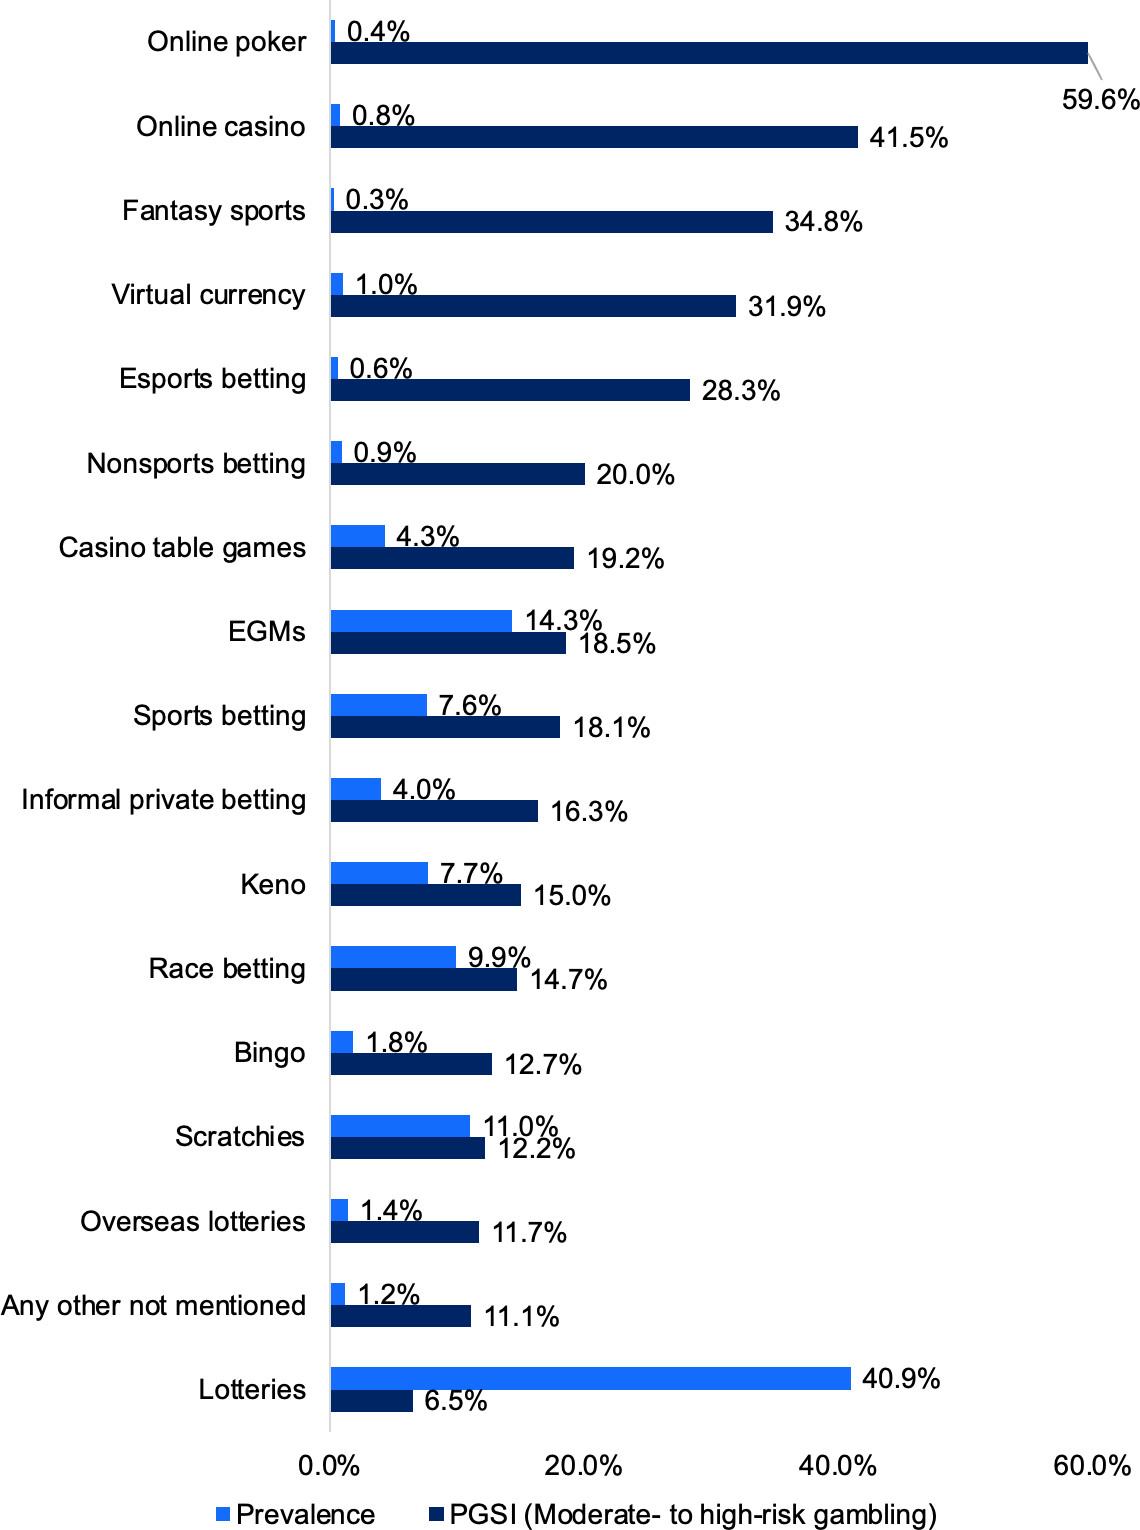 Online poker
0.4%
59.6%
Online casino
0.8%
41.5%
Fantasy sports
0.3%
34.8%
Virtual currency
1.0%
31.9%
Esports betting
0.6%
28.3%
Nonsports betting
0.9%
20.0%
Casino table games
4.3%
19.2%
EGMs
14.3%
18.5%
Sports betting
7.6%
18.1%
Informal private betting
4.0%
16.3%
Keno
7.7%
15.0%
Race betting
9.9%
14.7%
Bingo
1.8%
12.7%
Scratchies
11.0%
12.2%
Overseas lotteries
1.4%
11.7%
Any other not mentioned
1.2%
11.1%
Lotteries
40.9%
6.5%
0.0% 20.0% 40.0% 60.0%
Prevalence PGSI (Moderate- to high-risk gambling)